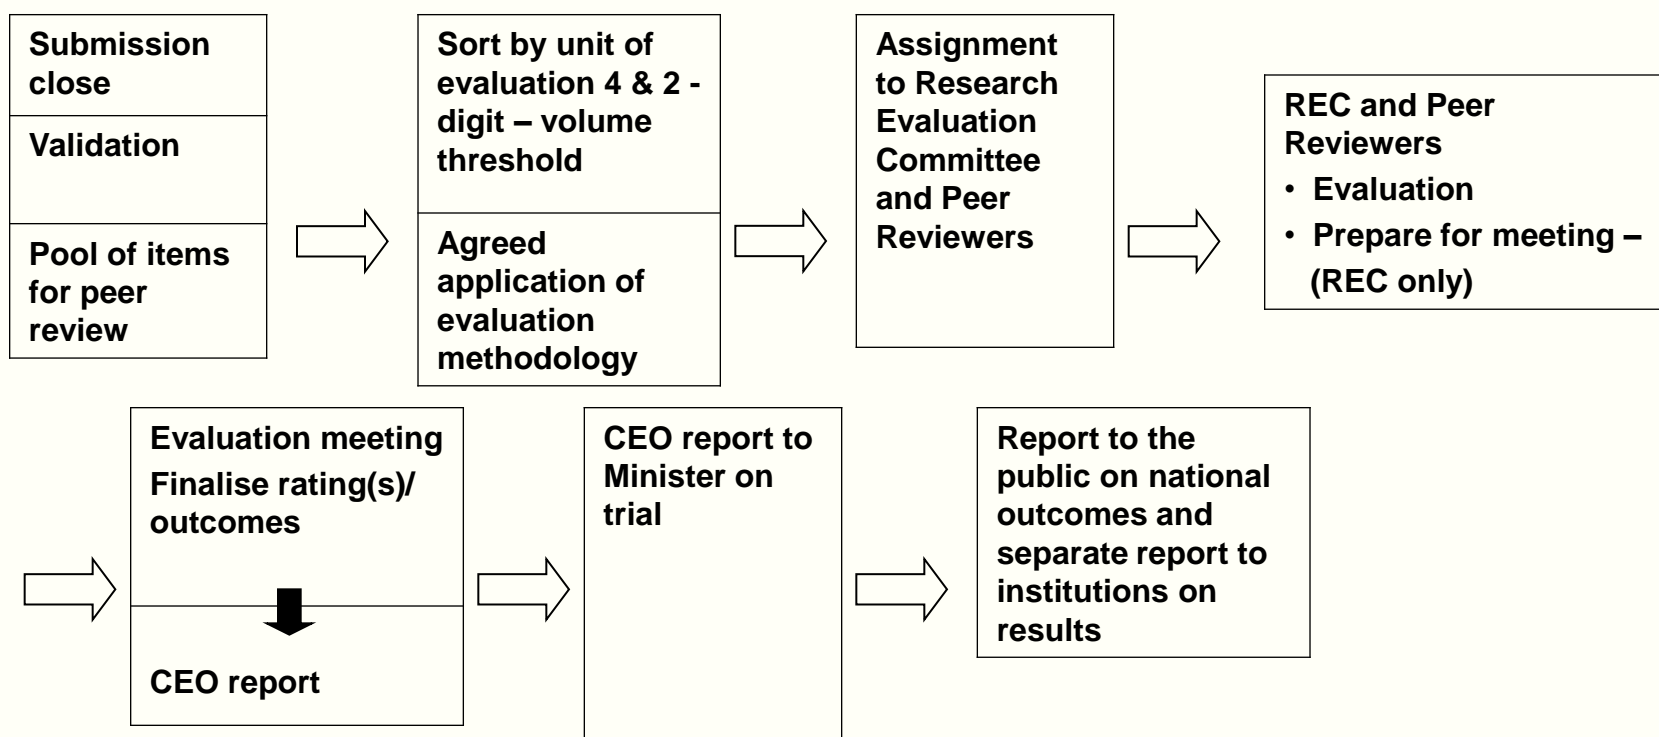 Submission
close
Validation
Pool of items
for peer
review
Sort by unit of
evaluation 4 & 2 -
digit – volume
threshold
Agreed
application of
evaluation
methodology
Assignment
to Research
Evaluation
Committee
and Peer
Reviewers
REC and Peer
Reviewers
• Evaluation
• Prepare for meeting –
(REC only)
Evaluation meeting
Finalise rating(s)/
outcomes
CEO report
CEO report to
Minister on
trial
Report to the
public on national
outcomes and
separate report to
institutions on
results